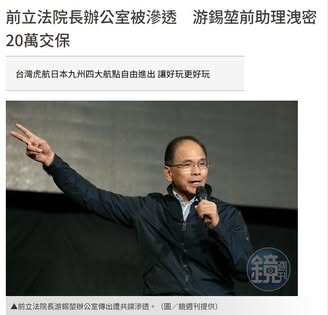 前立法院長辦公室被滲透　游錫堃前助理洩密
20萬交保
台灣虎航日本九州四大航點自由進出 讓好玩更好玩
鏡週刊
▲前立法院長游錫堃辦公室傳出遭共諜滲透。（圖／鏡週刊提供）